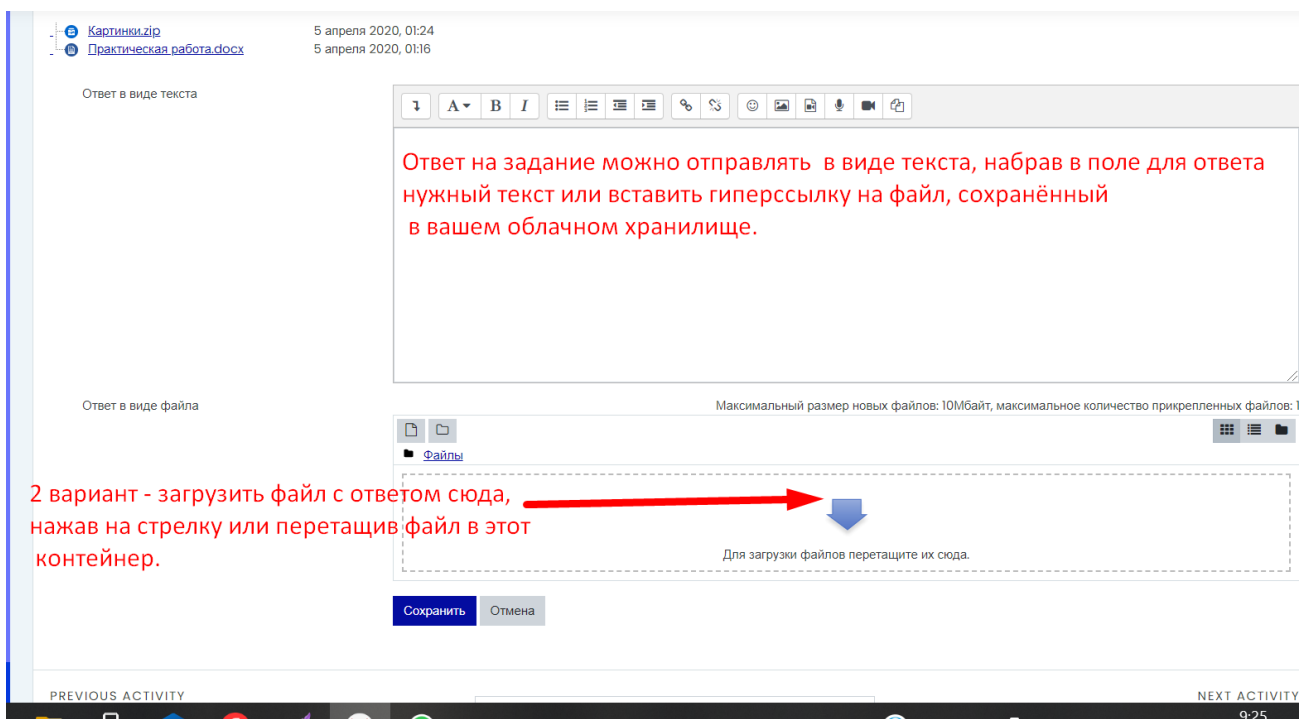 Картинки.zip 5 апреля 2020, 01:24
Практическая работа.docx 5 апреля 2020, 01:16
Ответ в виде текста
A B I
Ответ на задание можно отправлять в виде текста, набрав в поле для ответа
нужный текст или вставить гиперссылку на файл, сохранённый
в вашем облачном хранилище.
Ответ в виде файла
Максимальный размер новых файлов: 10Мбайт, максимальное количество прикрепленных файлов: 1
Файлы
2 вариант - загрузить файл с ответом сюда,
нажав на стрелку или перетащив файл в этот
контейнер.
Для загрузки файлов перетащите их сюда.
Сохранить Отмена
PREVIOUS ACTIVITY NEXT ACTIVITY
9:25